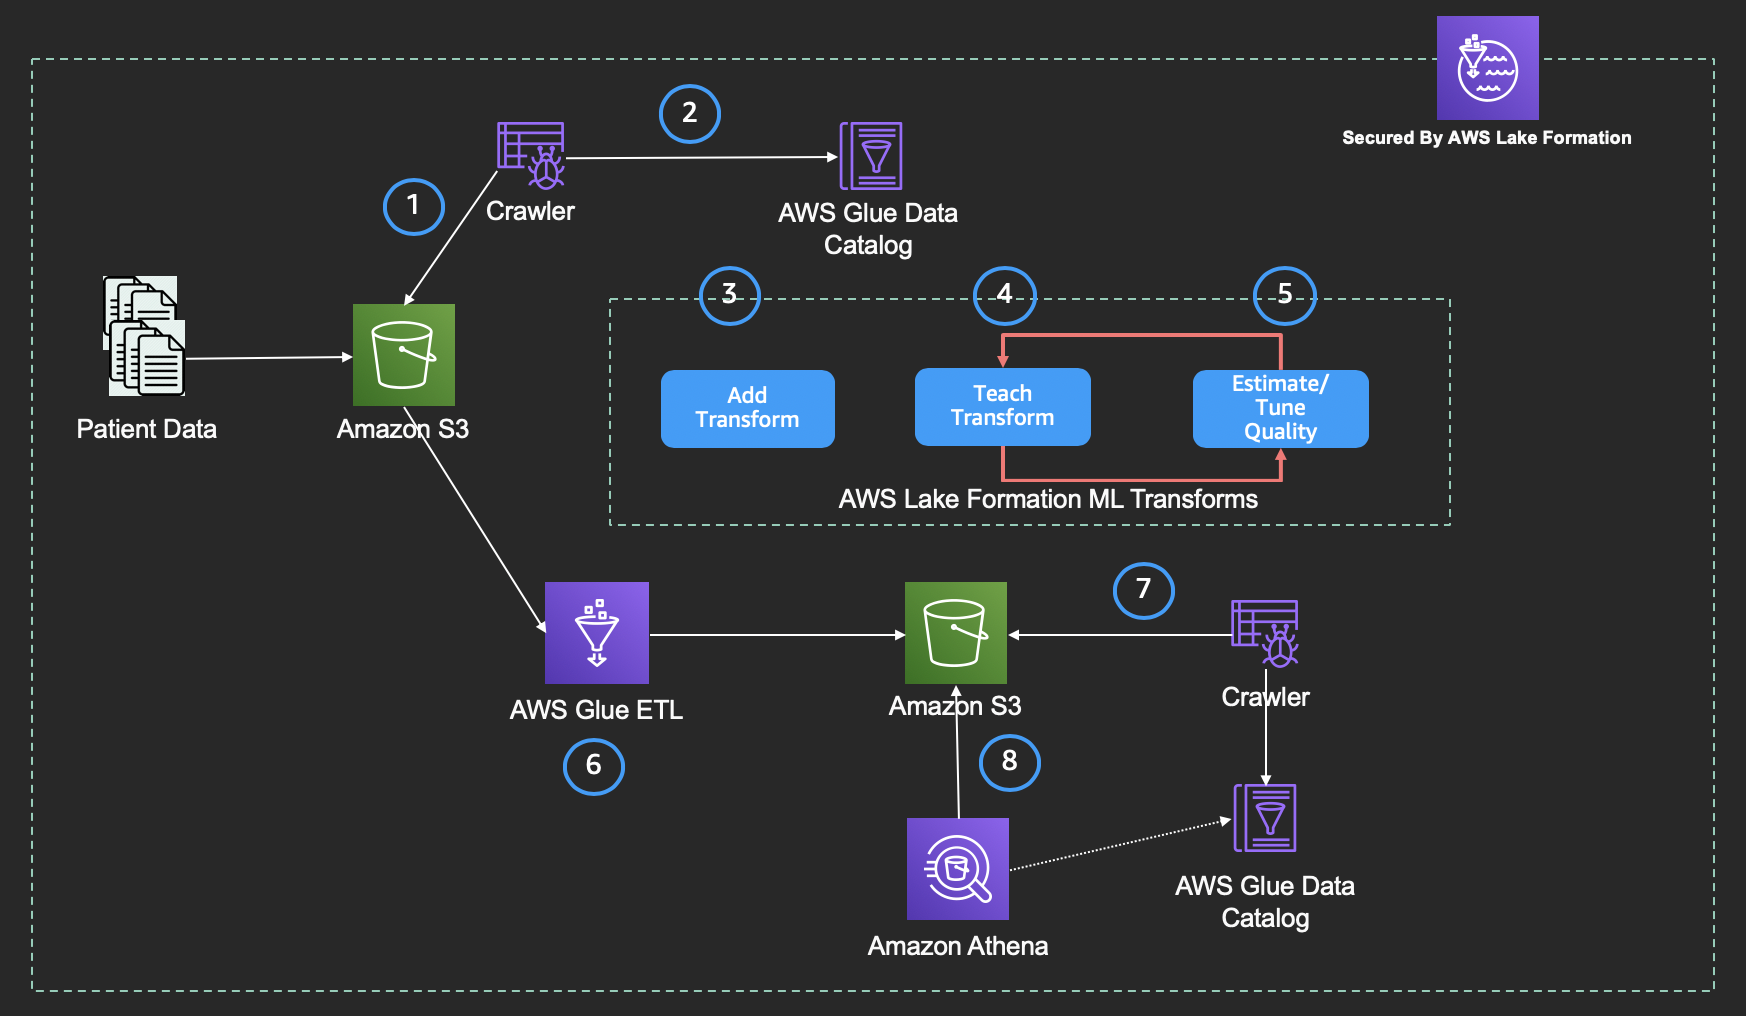 Secured By AWS Lake Formation
2
1
Crawler
AWS Glue Data
Catalog
3
4
5
Patient Data
Amazon S3
Add
Transform
Teach
Transform
Estimate/
Tune
Quality
AWS Lake Formation ML Transforms
7
AWS Glue ETL
6
Amazon S3
Crawler
8
Amazon Athena
AWS Glue Data
Catalog